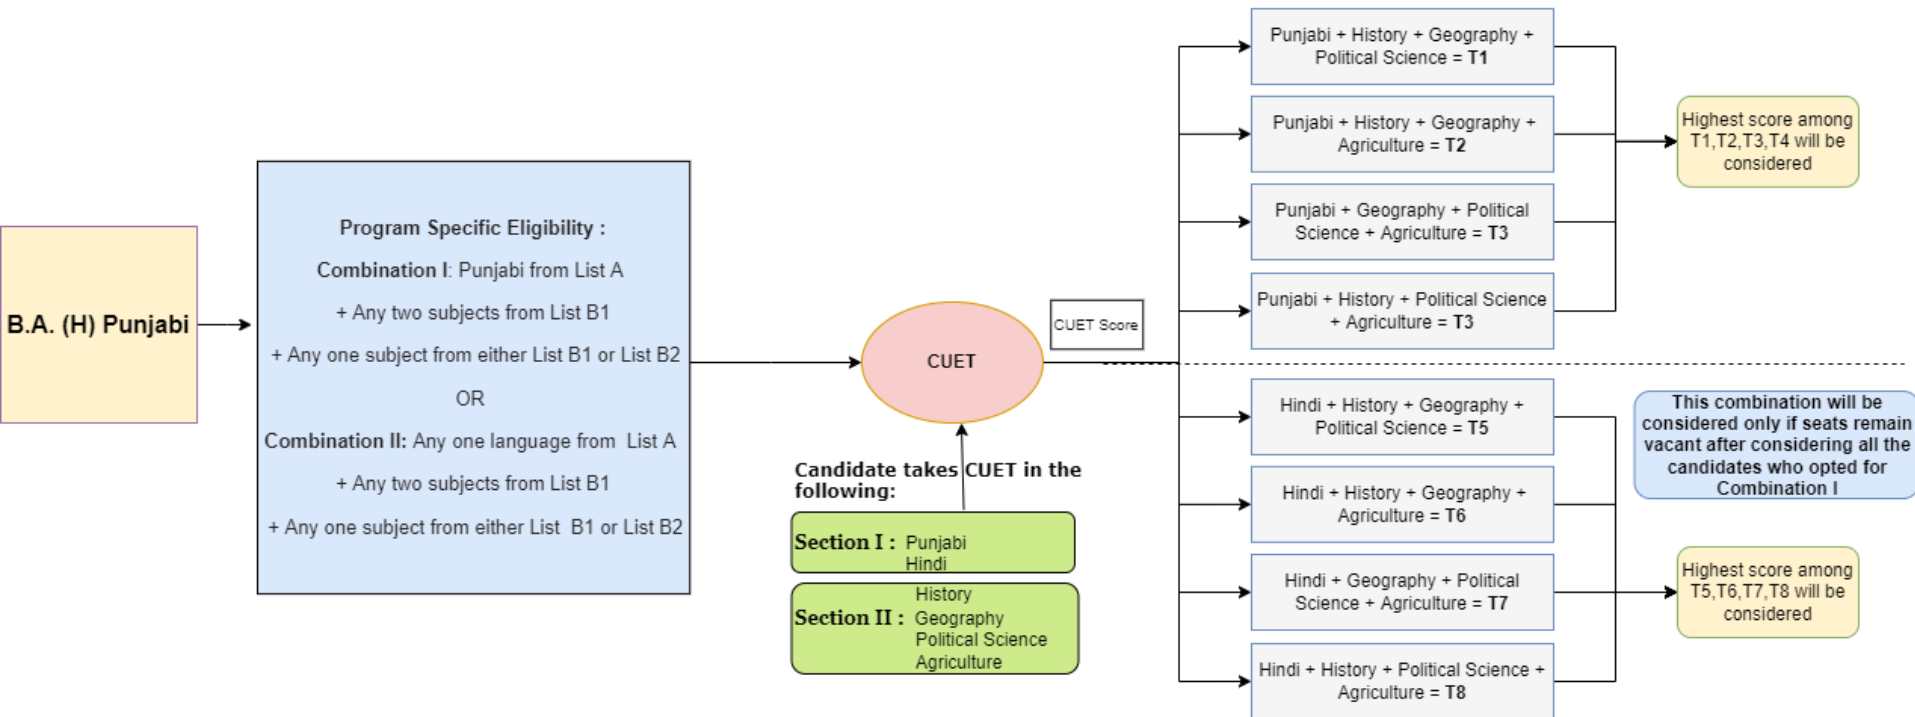 B.A. (H) Punjabi
Program Specific Eligibility :
Combination I: Punjabi from List A
+ Any two subjects from List B1
+ Any one subject from either List B1 or List B2
OR
Combination II: Any one language from List A
+ Any two subjects from List B1
+ Any one subject from either List B1 or List B2
CUET
Candidate takes CUET in the
following:
Section I : Punjabi
Hindi
History
Section II : Geography
Political Science
Agriculture
CUET Score
Punjabi + History + Geography +
Political Science = T1
Punjabi + History + Geography +
Agriculture = T2
Punjabi + Geography + Political
Science + Agriculture = T3
Punjabi + History + Political Science
+ Agriculture = T3
Highest score among
T1,T2,T3,T4 will be
considered
Hindi + History + Geography +
Political Science = T5
Hindi + History + Geography +
Agriculture = T6
Hindi + Geography + Political
Science + Agriculture = T7
Hindi + History + Political Science +
Agriculture = T8
This combination will be
considered only if seats remain
vacant after considering all the
candidates who opted for
Combination I
Highest score among
T5,T6,T7,T8 will be
considered